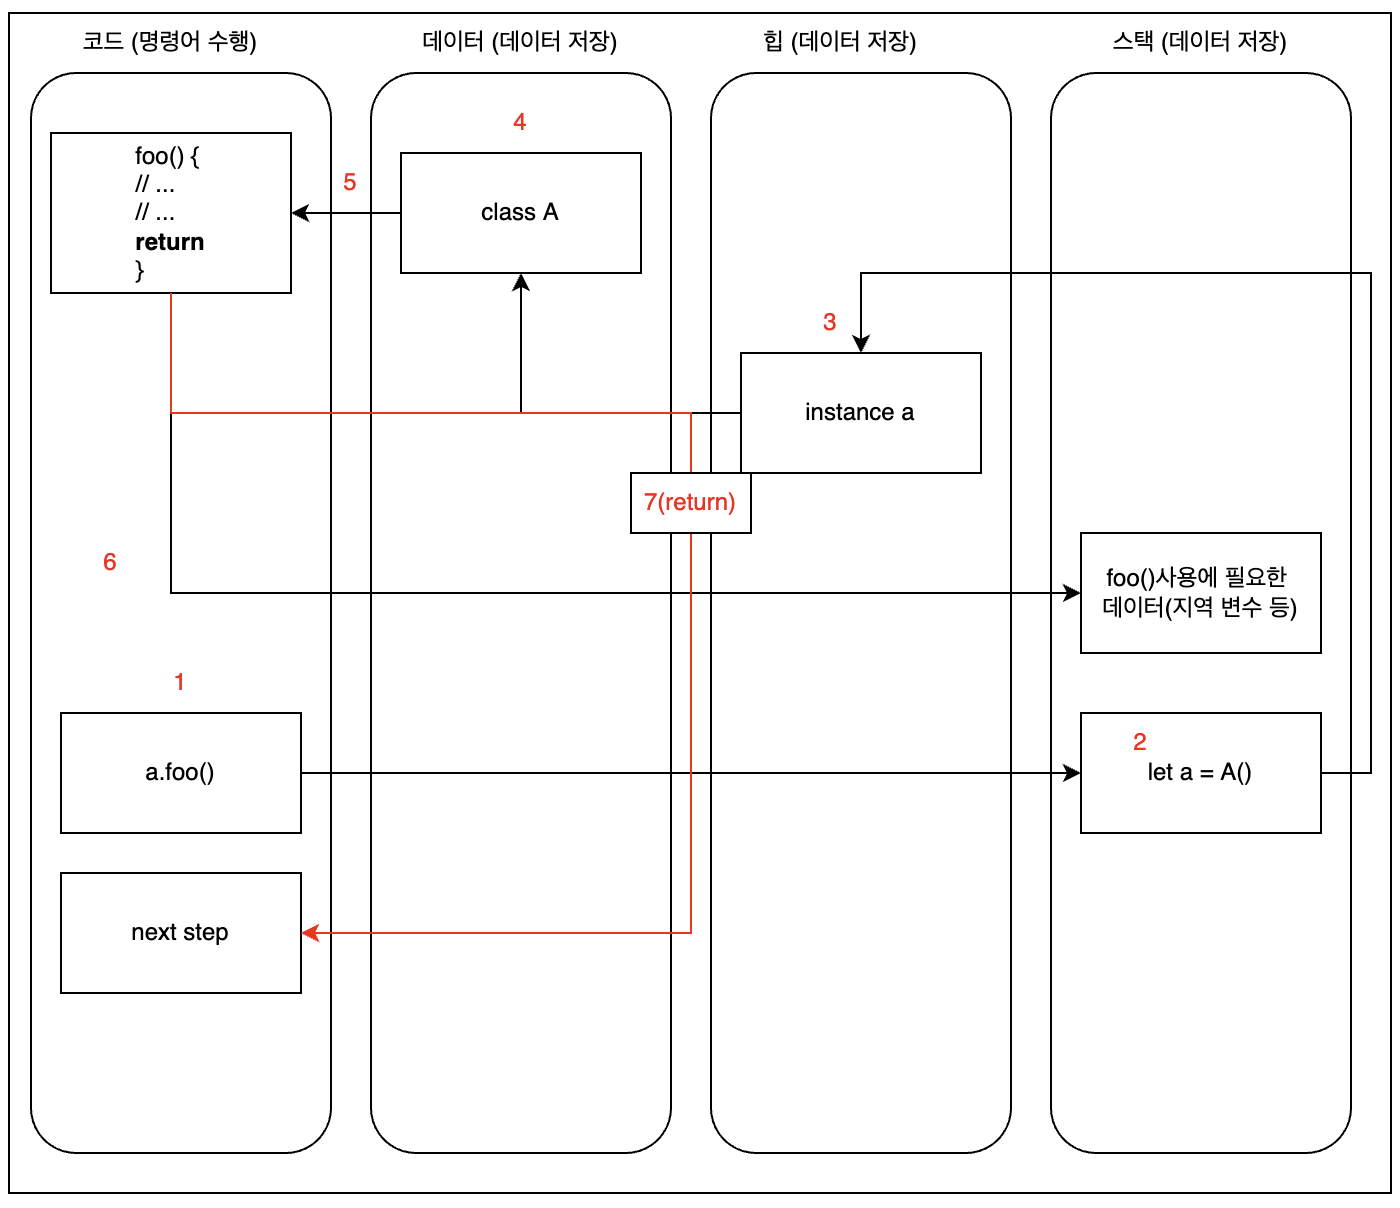 코드 (명령어 수행)
데이터 (데이터 저장)
힙 (데이터 저장)
스택 (데이터 저장)
foo() {
// ...
// ...
return
}
5
4
class A
3
instance a
7(return)
6
foo()사용에 필요한
데이터(지역 변수 등)
1
a.foo()
2
let a = A()
next step